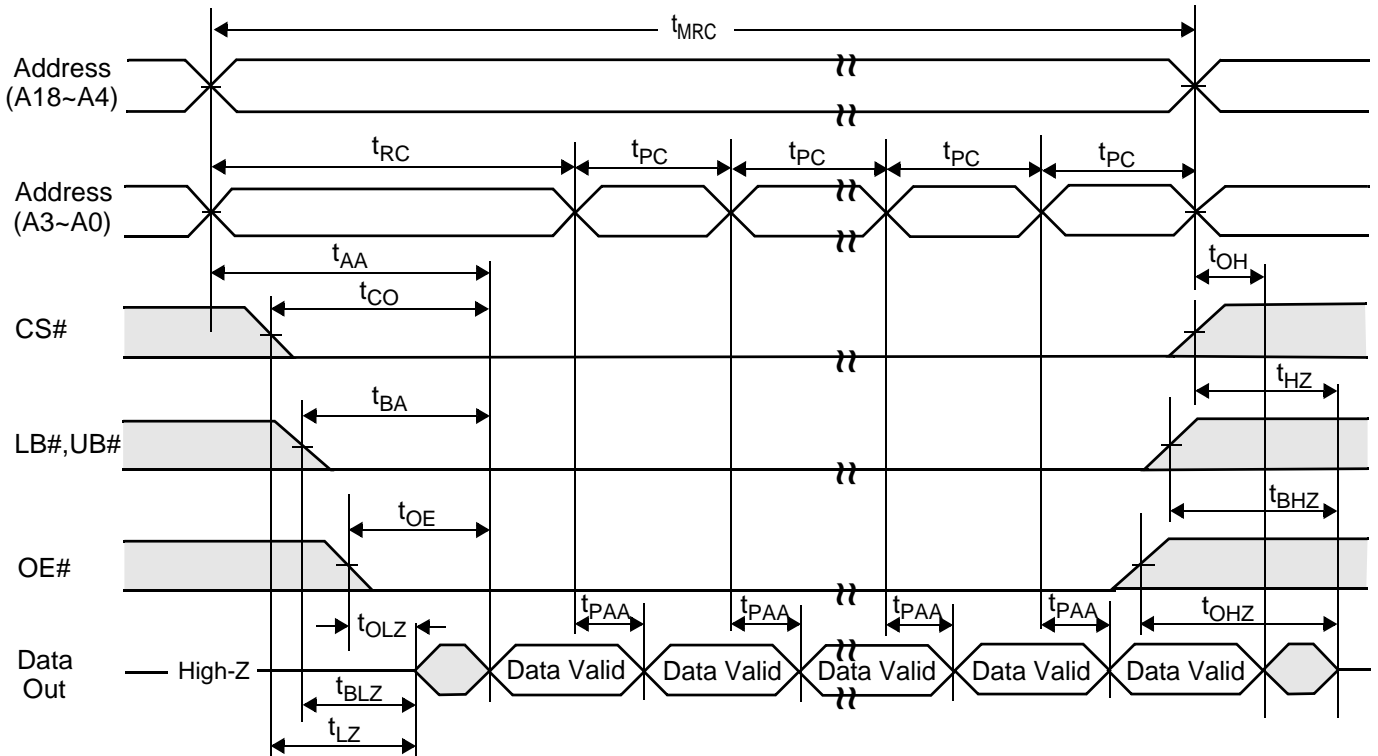 tMRC
Address
(A18~A4)
tRC
tPC
tPC
tPC
tPC
Address
(A3~A0)
tAA
tOH
tCO
CS#
tHZ
tBA
LB#,UB#
tBHZ
tOE
OE#
tPAA
tPAA
tPAA
tPAA
tOHZ
tOLZ
Data
Out
High-Z
Data Valid
Data Valid
Data Valid
Data Valid
Data Valid
tBLZ
tLZ